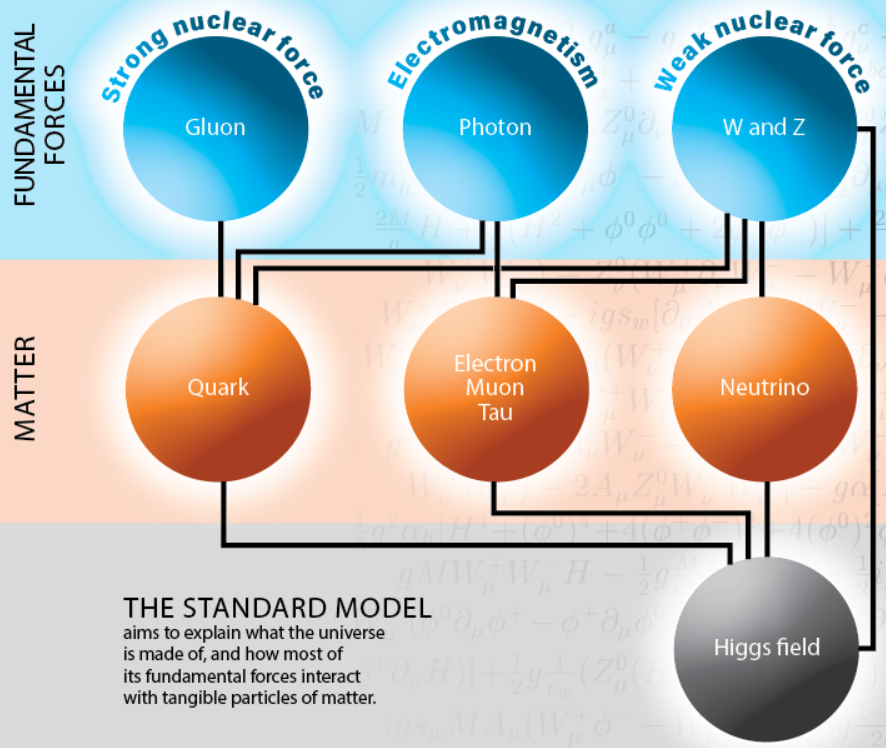 FUNDAMENTAL
FORCES
Strong nuclear force
Electromagnetism
Weak nuclear force
Gluon
Photon
W and Z
MATTER
Quark
Electron
Muon
Tau
Neutrino
THE STANDARD MODEL
aims to explain what the universe
is made of, and how most of
its fundamental forces interact
with tangible particles of matter.
Higgs field